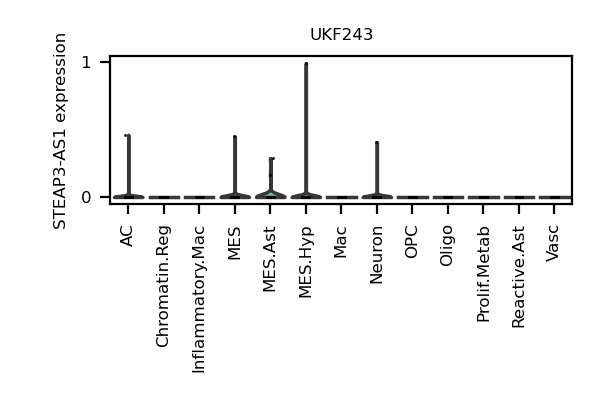 UKF243
STEAP3-AS1 expression
1
0
AC
Chromatin.Reg
Inflammatory.Mac
MES
MES.Ast
MES.Hyp
Mac
Neuron
OPC
Oligo
Prolif.Metab
Reactive.Ast
Vasc